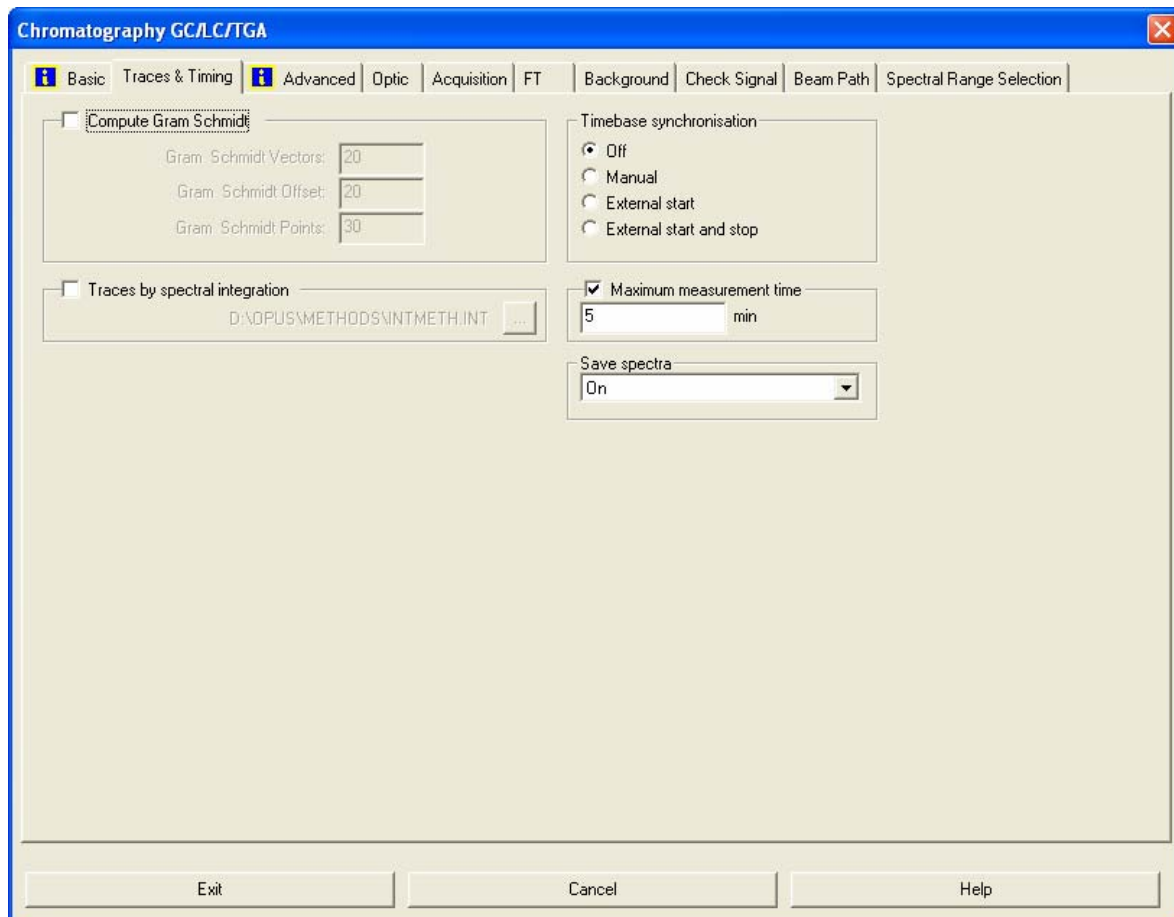 Chromatography GC/LC/TGA
Basic Traces & Timing Advanced Optic Acquisition FT Background Check Signal Beam Path Spectral Range Selection
Compute Gram Schmidt
Gram Schmidt Vectors: 20
Gram Schmidt Offset: 20
Gram Schmidt Points: 30
Traces by spectral integration
D:\OPUS\METHODS\INTMETH.INT ...
Timebase synchronisation
Off
Manual
External start
External start and stop
Maximum measurement time
5 min
Save spectra
On
Exit Cancel Help